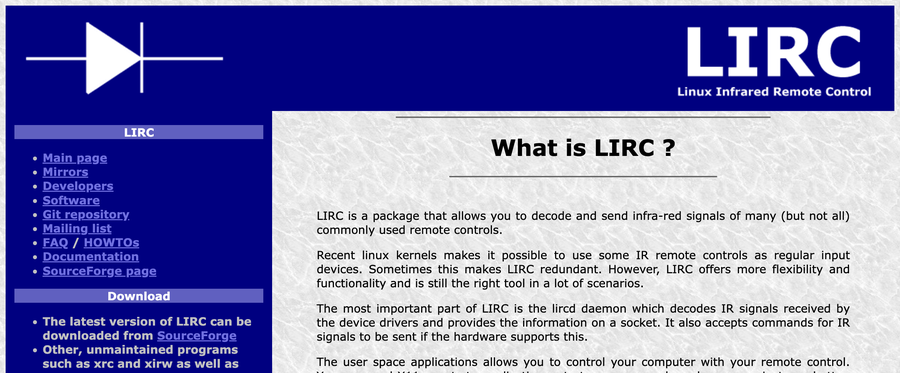 LIRC
Linux Infrared Remote Control
LIRC
Main page
Mirrors
Developers
Software
Git repository
Mailing list
FAQ / HOWTOs
Documentation
SourceForge page
Download
The latest version of LIRC can be
downloaded from SourceForge
Other, unmaintained programs
such as xrc and xirw as well as
What is LIRC ?
LIRC is a package that allows you to decode and send infra-red signals of many (but not all)
commonly used remote controls.
Recent linux kernels makes it possible to use some IR remote controls as regular input
devices. Sometimes this makes LIRC redundant. However, LIRC offers more flexibility and
functionality and is still the right tool in a lot of scenarios.
The most important part of LIRC is the lircd daemon which decodes IR signals received by
the device drivers and provides the information on a socket. It also accepts commands for IR
signals to be sent if the hardware supports this.
The user space applications allows you to control your computer with your remote control.